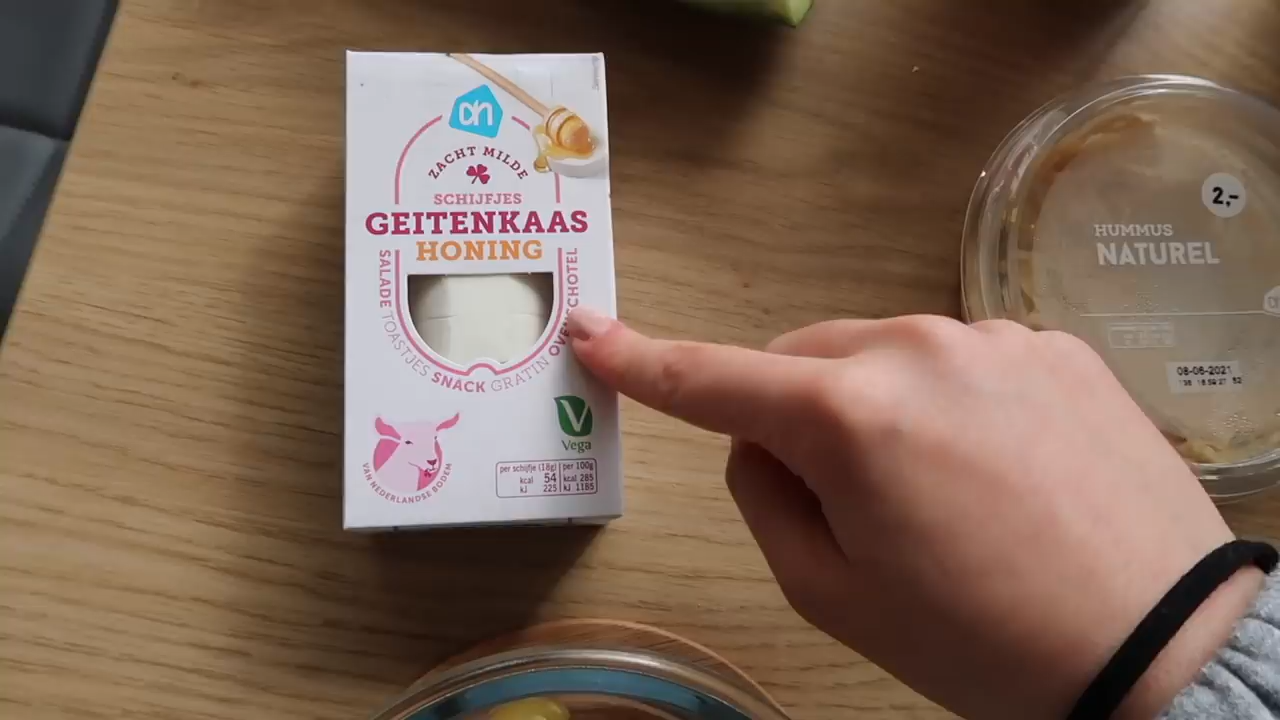 ah
ZACHT MILDE
SCHIJFJES
GEITENKAAS
HONING
SALADE TOASTJES SNACK GRATIN OVENSCHOTEL
VAN NEDERLANDSE BODEM
V
Vega
per schijfje (18g) per 100g
kcal 54 kcal 285
kJ 225 kJ 1185
2,-
HUMMUS
NATUREL
08-06-2021